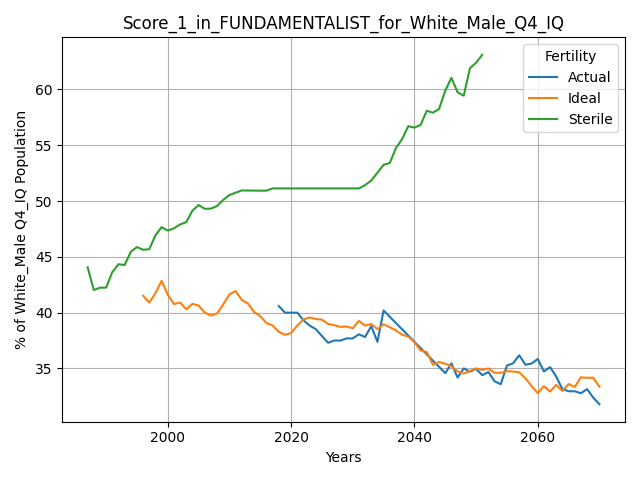 Score_1_in_FUNDAMENTALIST_for_White_Male_Q4_IQ
Fertility
Actual
Ideal
Sterile
% of White_Male Q4_IQ Population
60
55
50
45
40
35
2000
2020
2040
2060
Years